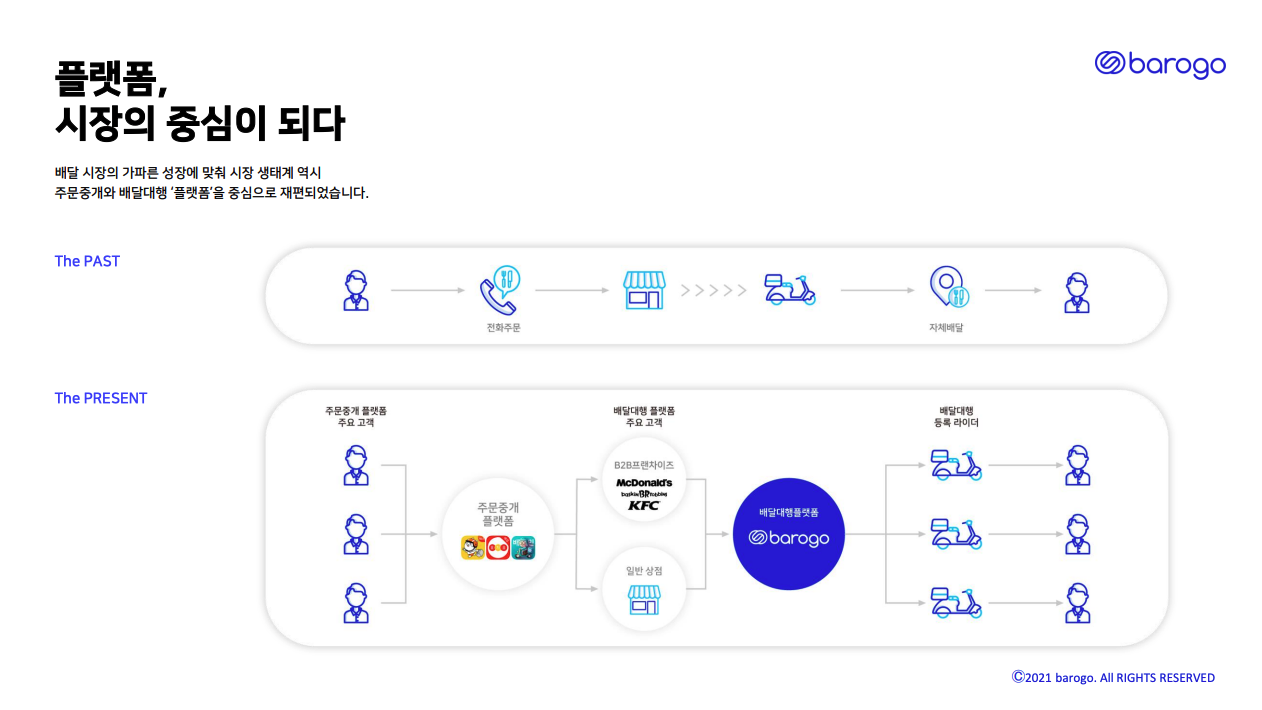 플랫폼,
시장의 중심이 되다
barogo
배달 시장의 가파른 성장에 맞춰 시장 생태계 역시
주문중개와 배달대행 ‘플랫폼’을 중심으로 재편되었습니다.
The PAST
전화주문
자체배달
The PRESENT
주문중개 플랫폼
주요 고객
배달대행 플랫폼
주요 고객
배달대행
등록 라이더
주문중개
플랫폼
B2B프랜차이즈
McDonald's
baskin BR robbins
KFC
일반 상점
배달대행플랫폼
barogo
©2021 barogo. All RIGHTS RESERVED